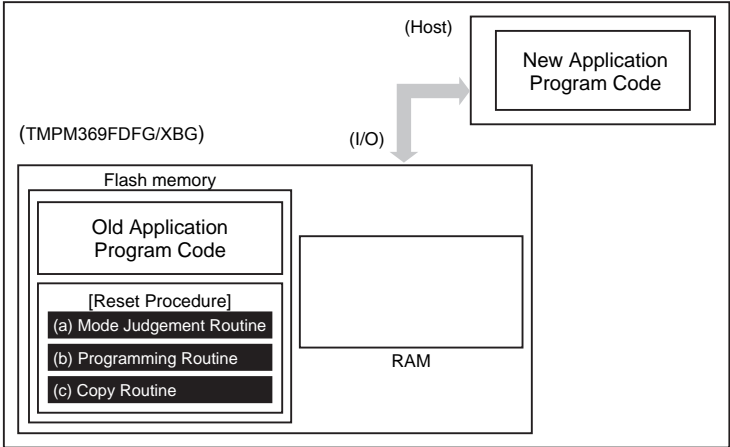 (Host)
New Application
Program Code
(TMPM369FDFG/XBG)
(I/O)
Flash memory
Old Application
Program Code
[Reset Procedure]
(a) Mode Judgement Routine
(b) Programming Routine
(c) Copy Routine
RAM